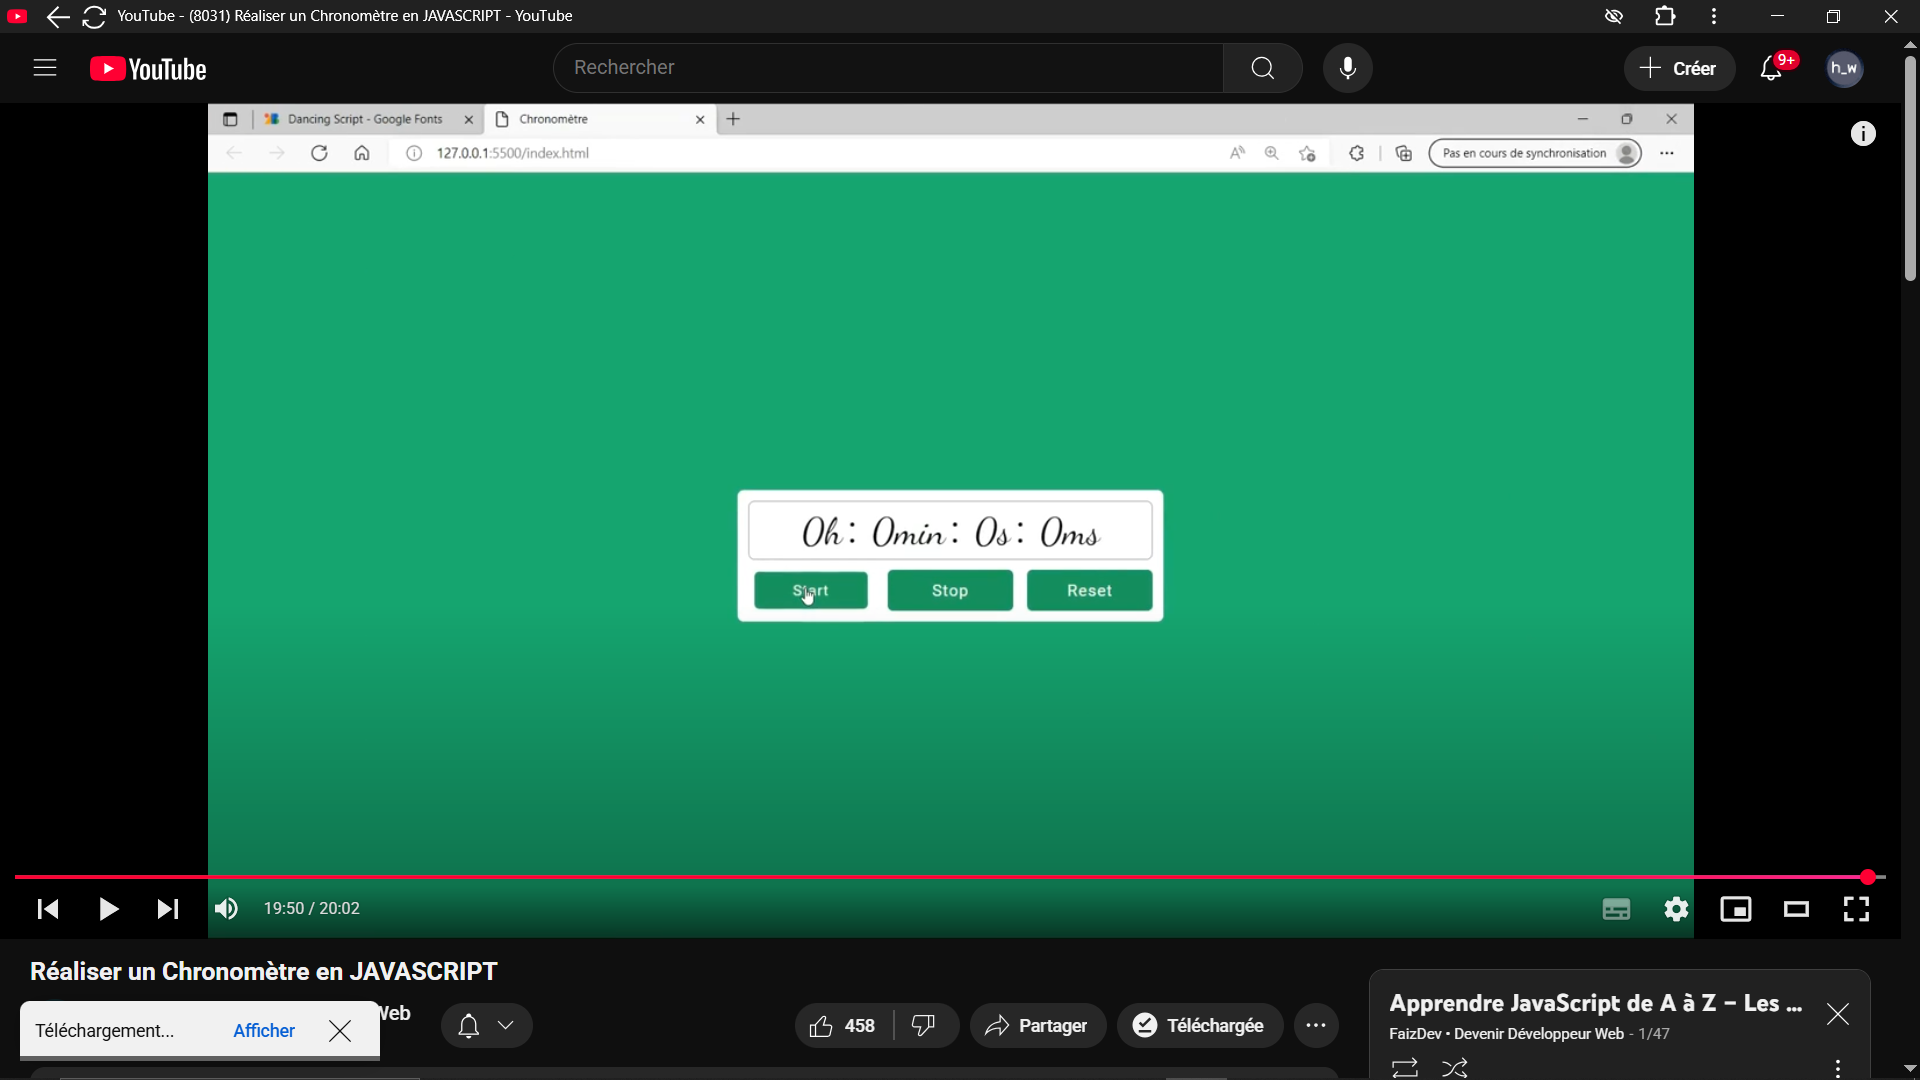 YouTube - (8031) Réaliser un Chronomètre en JAVASCRIPT - YouTube
YouTube
Rechercher
Créer
9+
h_w
Dancing Script - Google Fonts
Chronomètre
127.0.0.1:5500/index.html
Pas en cours de synchronisation
0h : 0min : 0s : 0ms
Start
Stop
Reset
19:50 / 20:02
Réaliser un Chronomètre en JAVASCRIPT
Web
Téléchargement...
Afficher
458
Partager
Téléchargée
Apprendre JavaScript de A à Z – Les ...
FaizDev • Devenir Développeur Web - 1/47